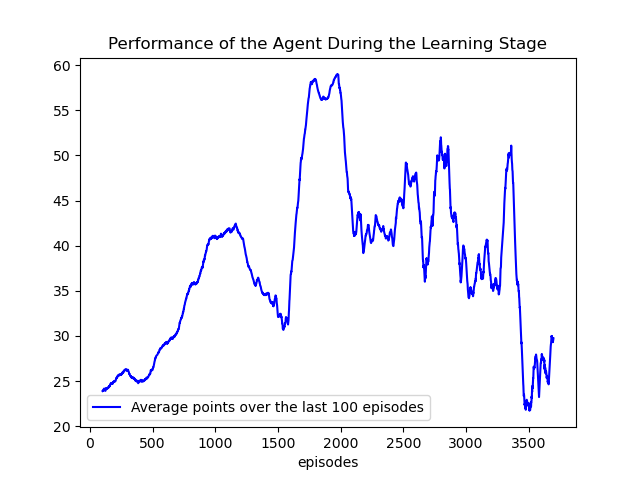 Performance of the Agent During the Learning Stage
60
55
50
45
40
35
30
25
20
Average points over the last 100 episodes
0 500 1000 1500 2000 2500 3000 3500
episodes